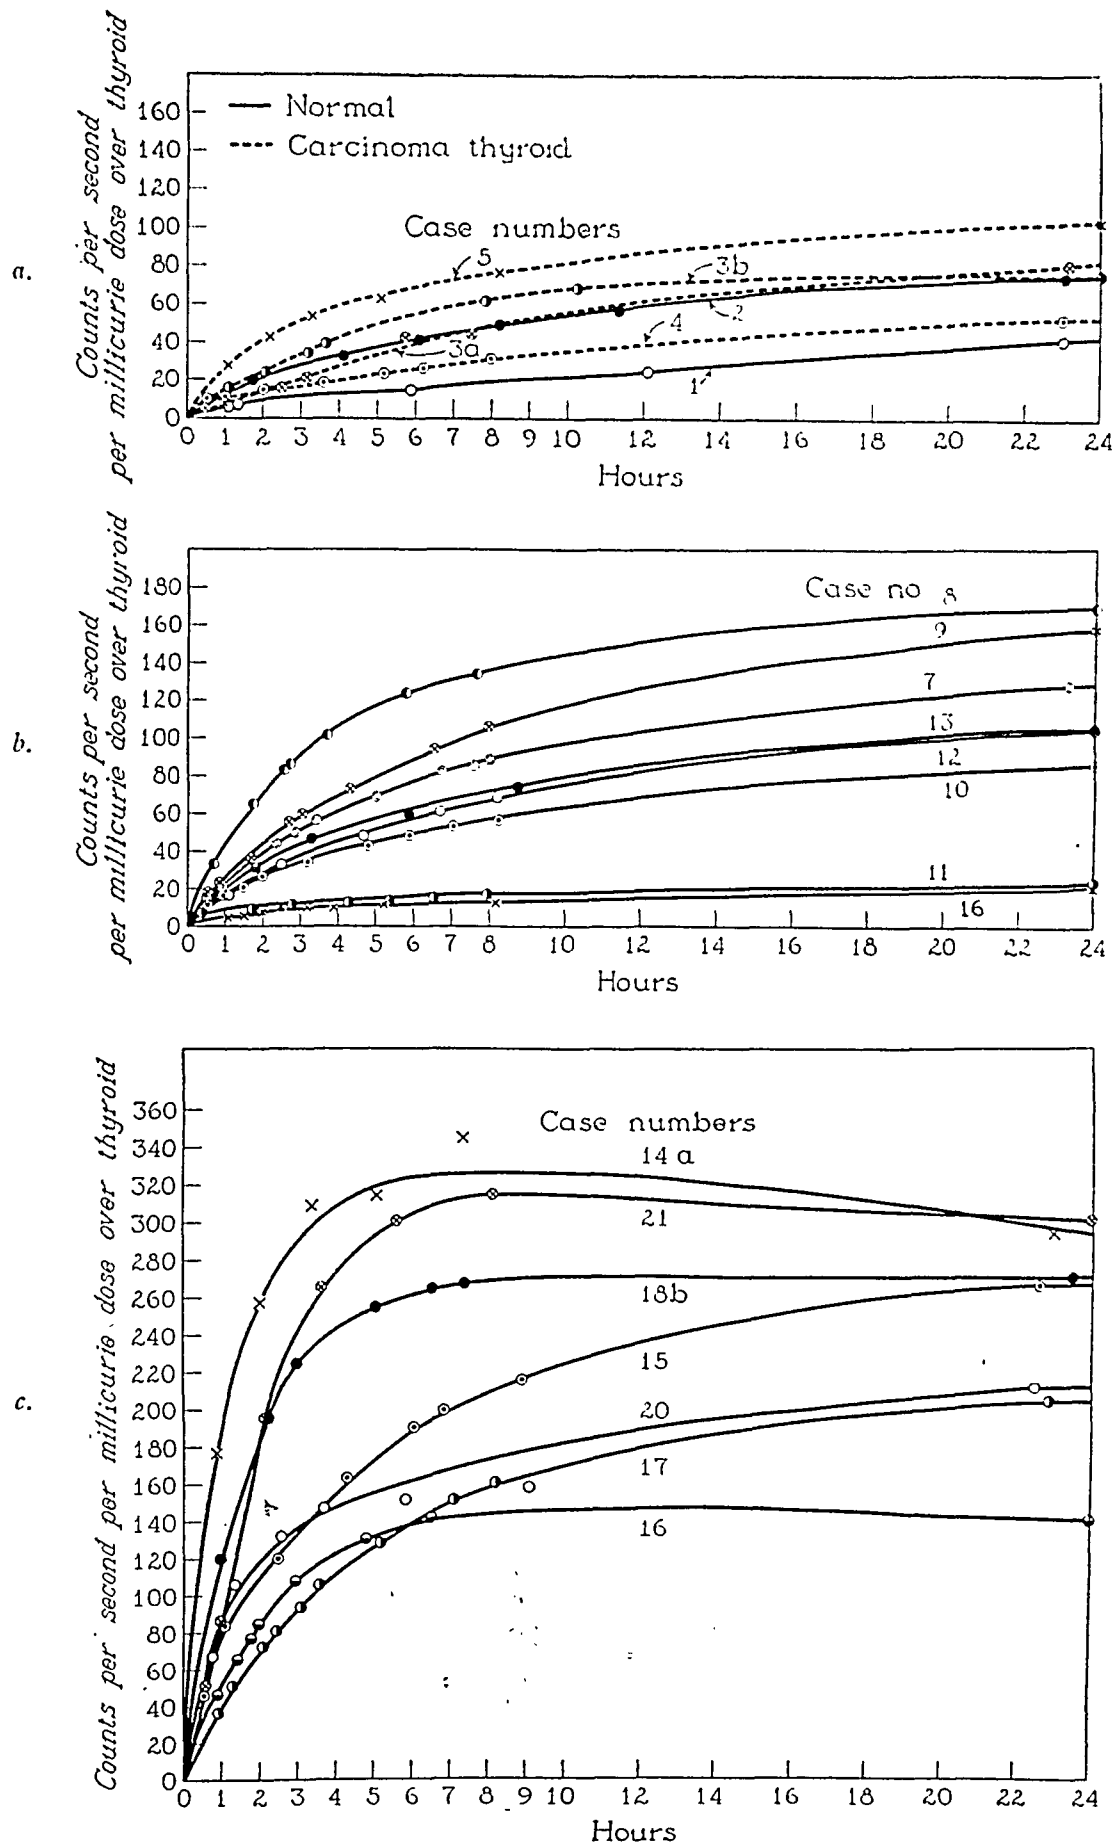 a.
Counts per second
per millicurie dose over thyroid
160
140
120
100
80
60
40
20
0
Normal
Carcinoma thyroid
Case numbers
5
3b
2
3a
4
1
0 1 2 3 4 5 6 7 8 9 10 12 14 16 18 20 22 24
Hours
b.
Counts per second
per millicurie dose over thyroid
180
160
140
120
100
80
60
40
20
0
Case no 8
9
7
13
12
10
11
16
0 1 2 3 4 5 6 7 8 10 12 14 16 18 20 22 24
Hours
c.
Counts per second per millicurie dose over thyroid
360
340
320
300
280
260
240
220
200
180
160
140
120
100
80
60
40
20
0
Case numbers
14 a
21
18b
15
20
17
16
0 1 2 3 4 5 6 7 8 9 10 12 14 16 18 20 22 24
Hours